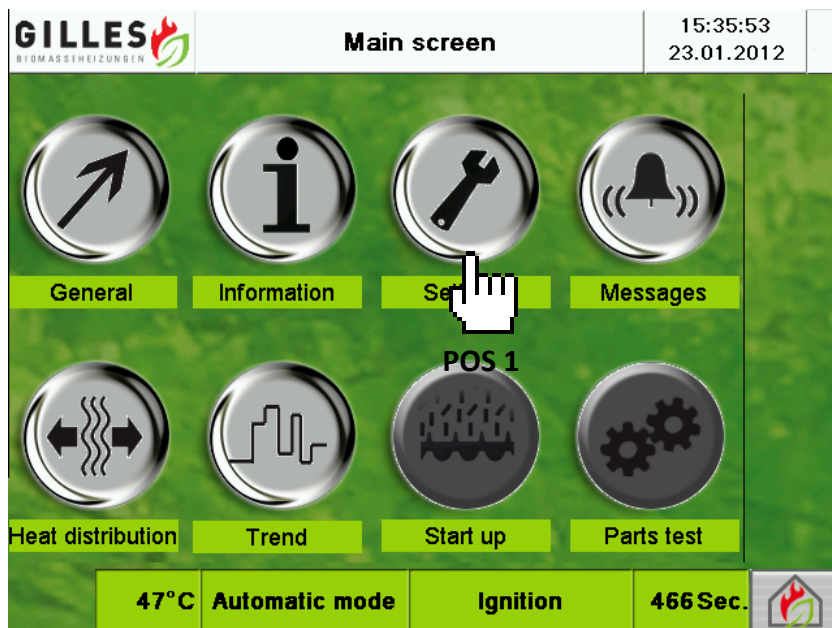 GILLES
BIOMASSEHEIZUNGEN
Main screen
15:35:53
23.01.2012
General
Information
Messages
POS 1
Heat distribution
Trend
Start up
Parts test
47°C
Automatic mode
Ignition
466 Sec.